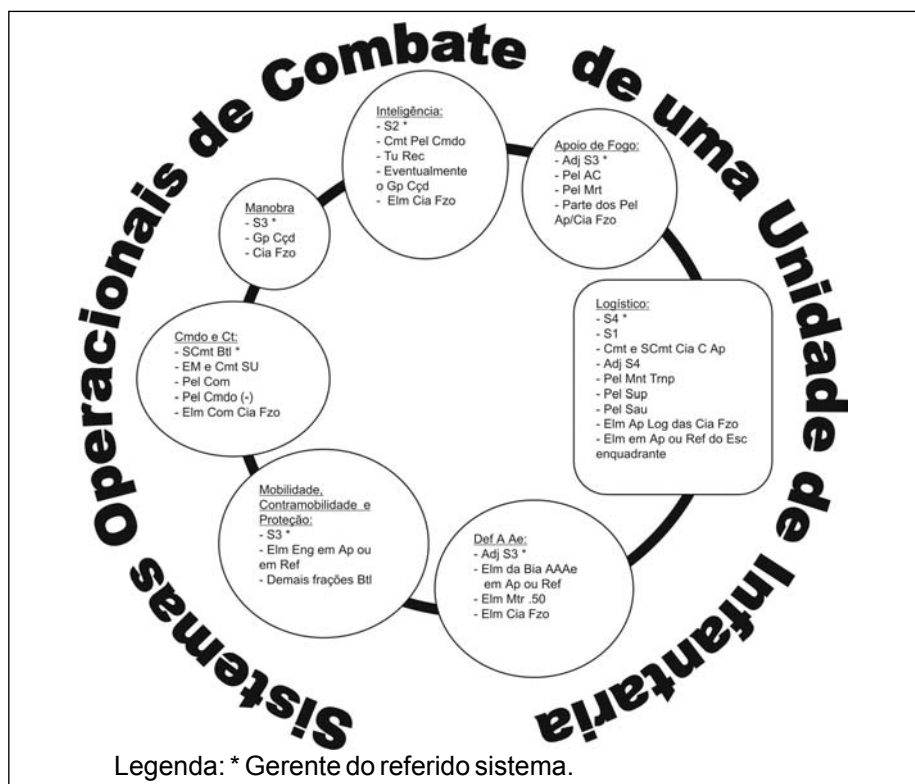 Sistemas Operacionais de Combate de uma Unidade de Infantaria
Inteligência:
- S2 *
- Cmt Pel Cmdo
- Tu Rec
- Eventualmente
o Gp Cçd
- Elm Cia Fzo
Apoio de Fogo:
- Adj S3 *
- Pel AC
- Pel Mrt
- Parte dos Pel
Ap/Cia Fzo
Manobra
- S3 *
- Gp Cçd
- Cia Fzo
Logístico:
- S4 *
- S1
- Cmt e SCmt Cia C Ap
- Adj S4
- Pel Mnt Trnp
- Pel Sup
- Pel Sau
- Elm Ap Log das Cia Fzo
- Elm em Ap ou Ref do Esc
enquadrante
Cmdo e Ct:
- SCmt Btl *
- EM e Cmt SU
- Pel Com
- Pel Cmdo (-)
- Elm Com Cia Fzo
Mobilidade,
Contramobilidade e
Proteção:
- S3 *
- Elm Eng em Ap ou
em Ref
- Demais frações Btl
Def A Ae:
- Adj S3 *
- Elm da Bia AAAe
em Ap ou Ref
- Elm Mtr .50
- Elm Cia Fzo
Legenda: * Gerente do referido sistema.